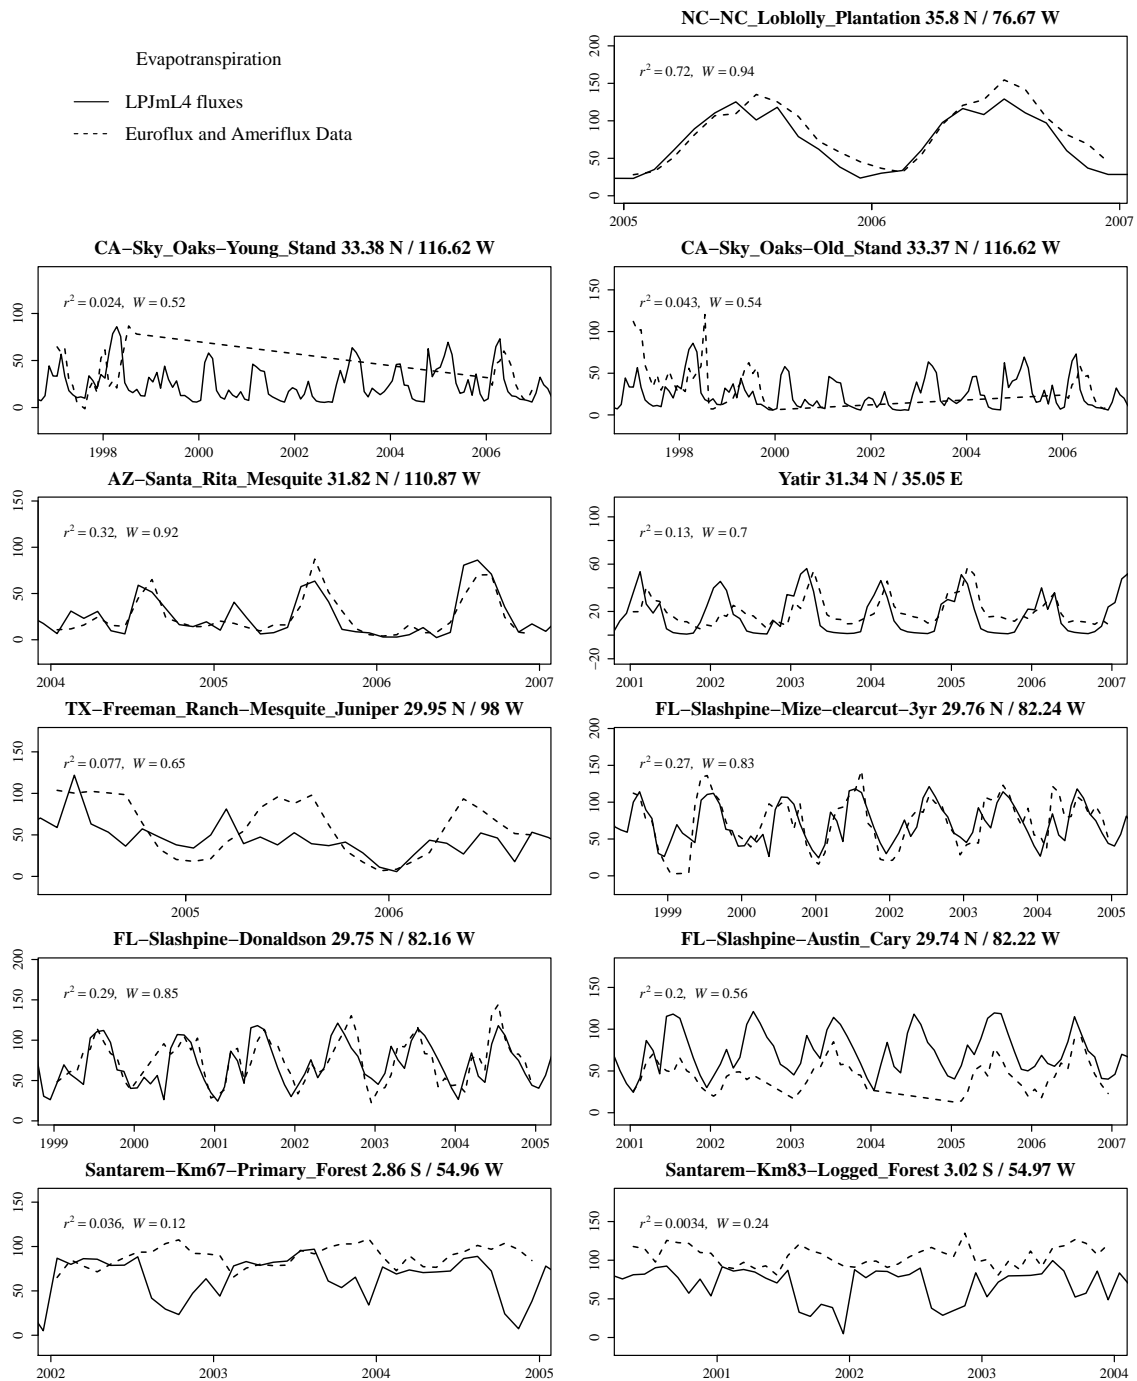 NC−NC_Loblolly_Plantation 35.8 N / 76.67 W
Evapotranspiration
LPJmL4 fluxes
Euroflux and Ameriflux Data
r² = 0.72, W = 0.94
0 50 100 150 200
2005 2006 2007
CA−Sky_Oaks−Young_Stand 33.38 N / 116.62 W
r² = 0.024, W = 0.52
0 50 100
1998 2000 2002 2004 2006
CA−Sky_Oaks−Old_Stand 33.37 N / 116.62 W
r² = 0.043, W = 0.54
0 50 100 150
1998 2000 2002 2004 2006
AZ−Santa_Rita_Mesquite 31.82 N / 110.87 W
r² = 0.32, W = 0.92
0 50 100 150
2004 2005 2006 2007
Yatir 31.34 N / 35.05 E
r² = 0.13, W = 0.7
−20 20 60 100
2001 2002 2003 2004 2005 2006 2007
TX−Freeman_Ranch−Mesquite_Juniper 29.95 N / 98 W
r² = 0.077, W = 0.65
0 50 100 150
2005 2006
FL−Slashpine−Mize−clearcut−3yr 29.76 N / 82.24 W
r² = 0.27, W = 0.83
0 50 100 150 200
1999 2000 2001 2002 2003 2004 2005
FL−Slashpine−Donaldson 29.75 N / 82.16 W
r² = 0.29, W = 0.85
0 50 100 150 200
1999 2000 2001 2002 2003 2004 2005
FL−Slashpine−Austin_Cary 29.74 N / 82.22 W
r² = 0.2, W = 0.56
0 50 100 150
2001 2002 2003 2004 2005 2006 2007
Santarem−Km67−Primary_Forest 2.86 S / 54.96 W
r² = 0.036, W = 0.12
0 50 100 150
2002 2003 2004 2005
Santarem−Km83−Logged_Forest 3.02 S / 54.97 W
r² = 0.0034, W = 0.24
0 50 100 150
2001 2002 2003 2004